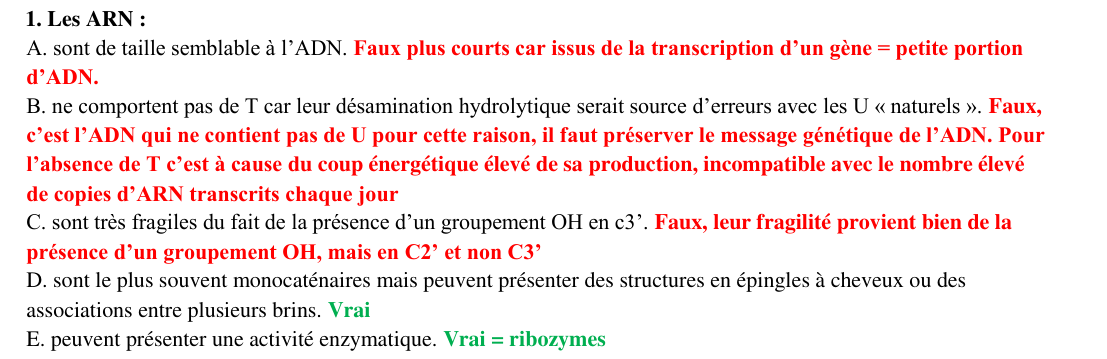 1. Les ARN :
A. sont de taille semblable à l’ADN. Faux plus courts car issus de la transcription d’un gène = petite portion
d’ADN.
B. ne comportent pas de T car leur désamination hydrolytique serait source d’erreurs avec les U « naturels ». Faux,
c’est l’ADN qui ne contient pas de U pour cette raison, il faut préserver le message génétique de l’ADN. Pour
l’absence de T c’est à cause du coup énergétique élevé de sa production, incompatible avec le nombre élevé
de copies d’ARN transcrits chaque jour
C. sont très fragiles du fait de la présence d’un groupement OH en c3’. Faux, leur fragilité provient bien de la
présence d’un groupement OH, mais en C2’ et non C3’
D. sont le plus souvent monocaténaires mais peuvent présenter des structures en épingles à cheveux ou des
associations entre plusieurs brins. Vrai
E. peuvent présenter une activité enzymatique. Vrai = ribozymes